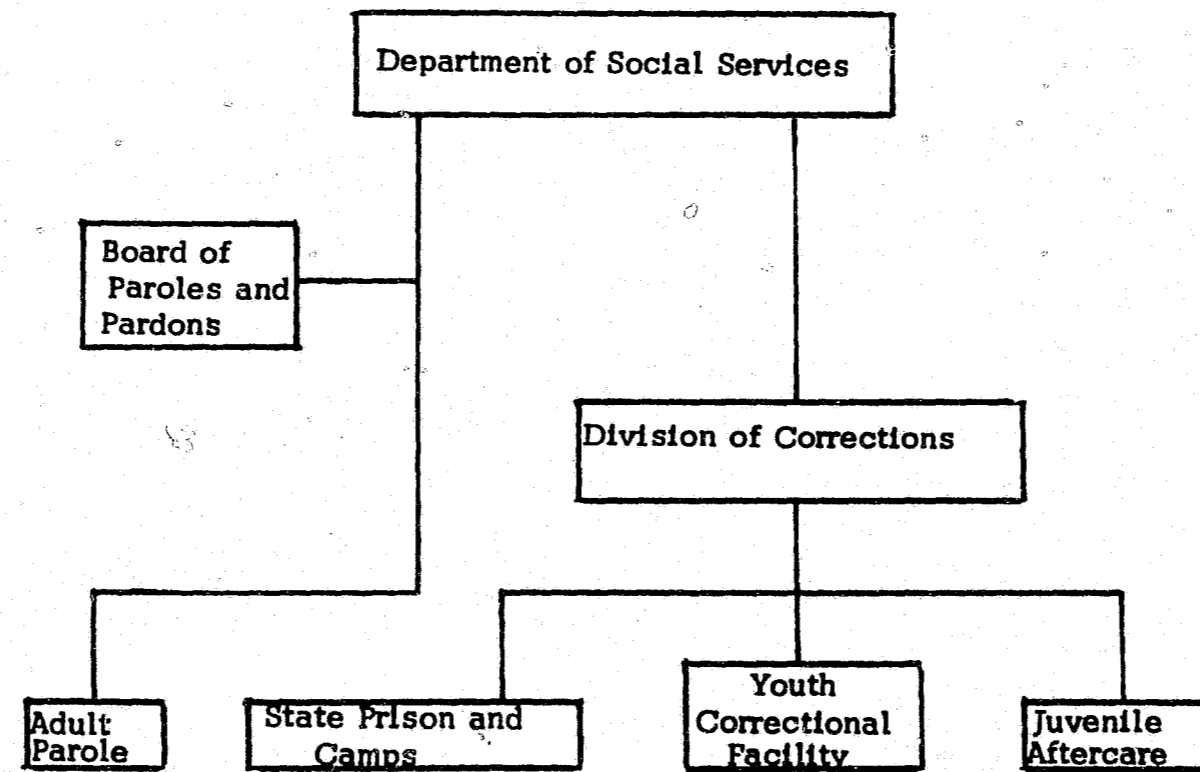 Department of Social Services
Board of
Paroles and
Pardons
Division of Corrections
Adult
Parole
State Prison and
Camps
Youth
Correctional
Facility
Juvenile
Aftercare